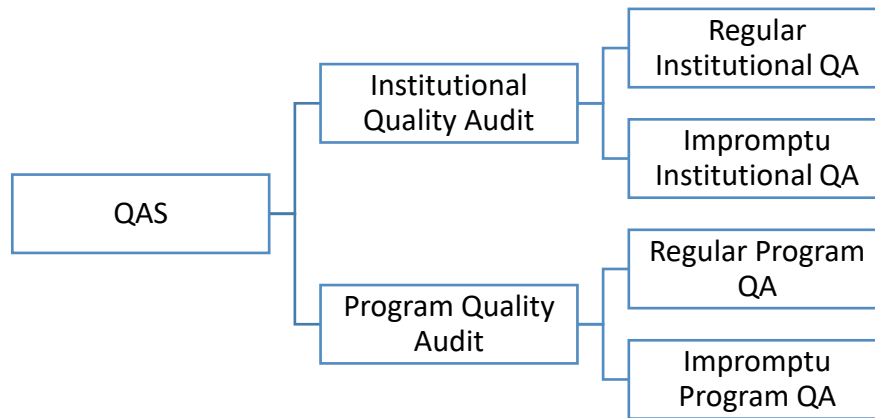 QAS
Institutional
Quality Audit
Regular
Institutional QA
Impromptu
Institutional QA
Program Quality
Audit
Regular Program
QA
Impromptu
Program QA